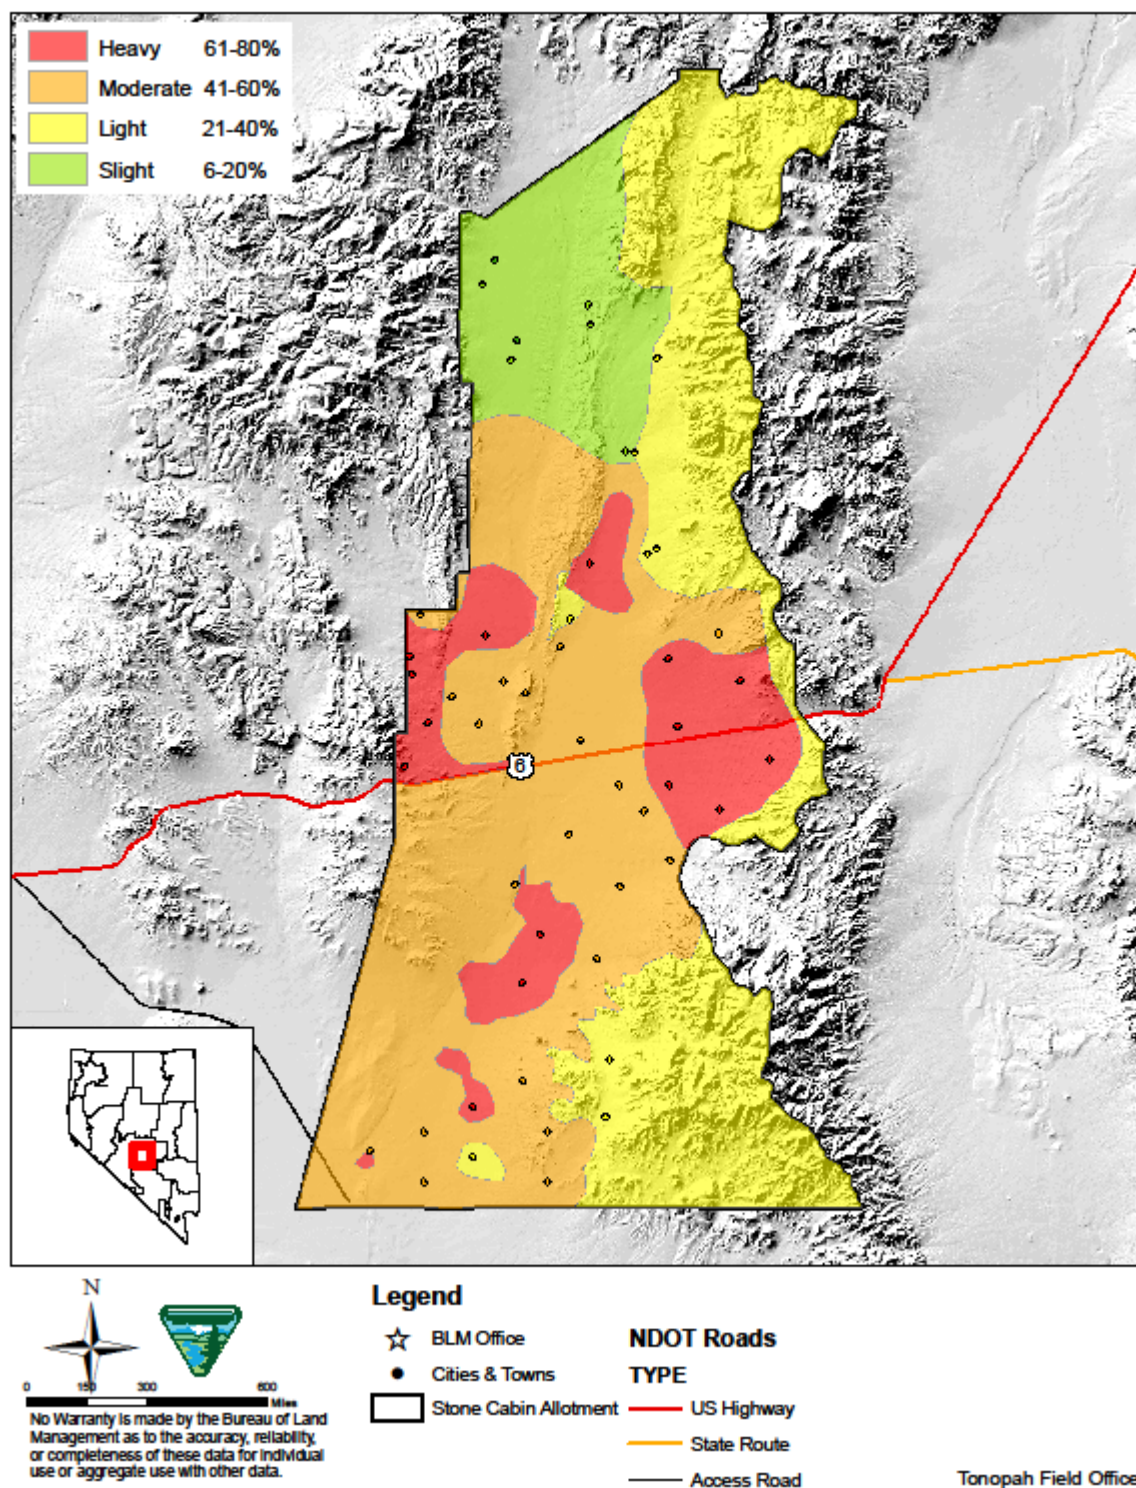 Heavy 61-80%
Moderate 41-60%
Light 21-40%
Slight 6-20%
6
N
0 150 300 600
Miles
No Warranty is made by the Bureau of Land
Management as to the accuracy, reliability,
or completeness of these data for individual
use or aggregate use with other data.
Legend
BLM Office
Cities & Towns
Stone Cabin Allotment
NDOT Roads
TYPE
US Highway
State Route
Access Road
Tonopah Field Office